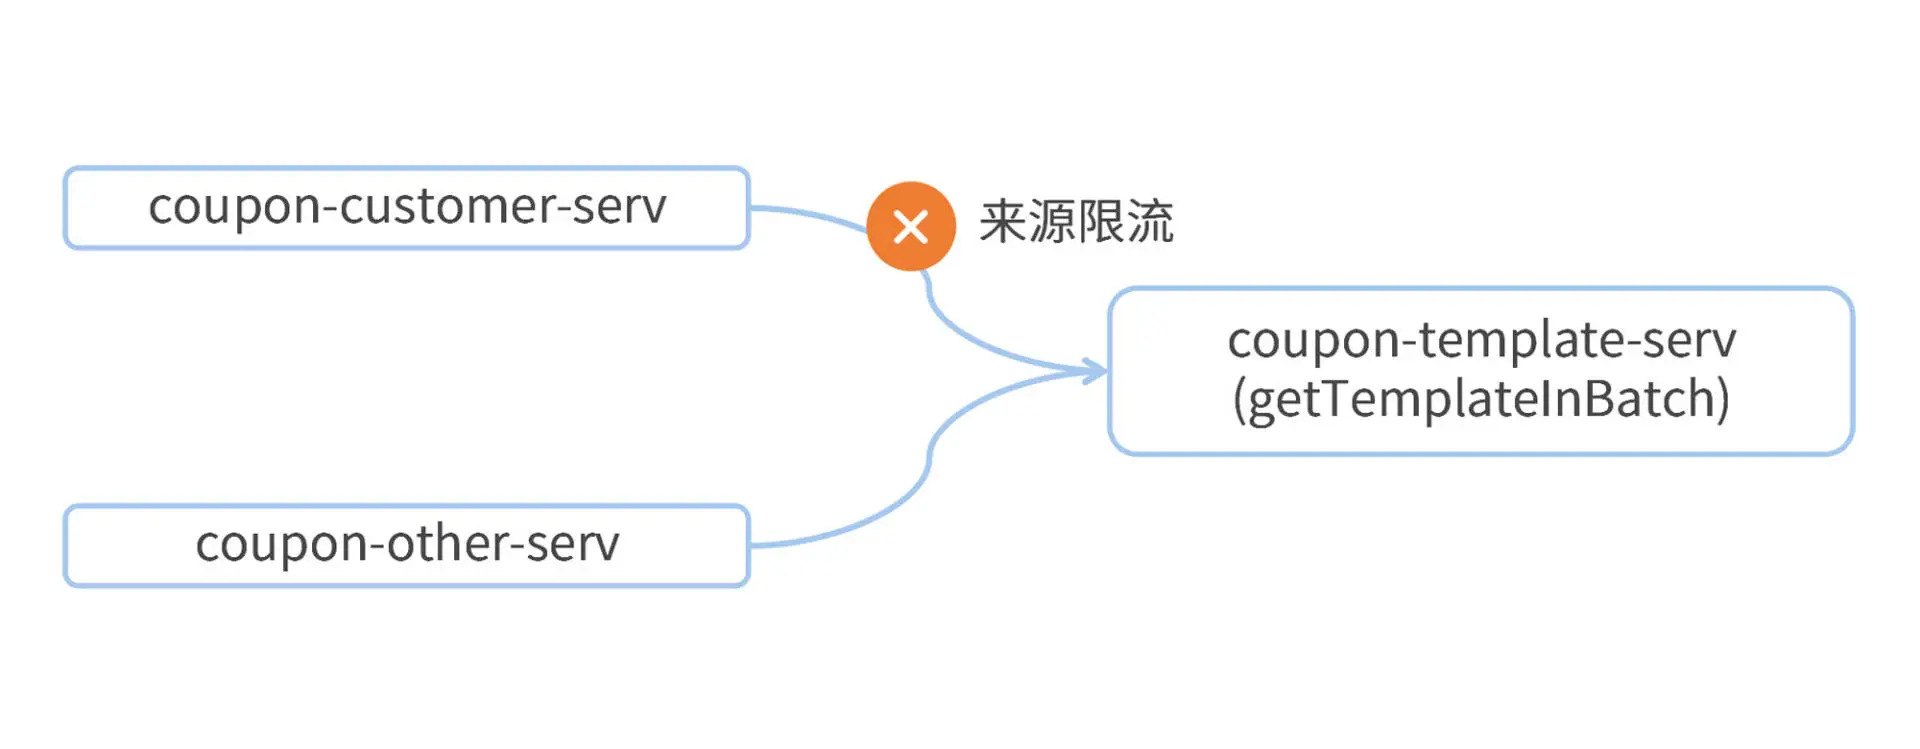 coupon-customer-serv
来源限流
coupon-template-serv
(getTemplateInBatch)
coupon-other-serv